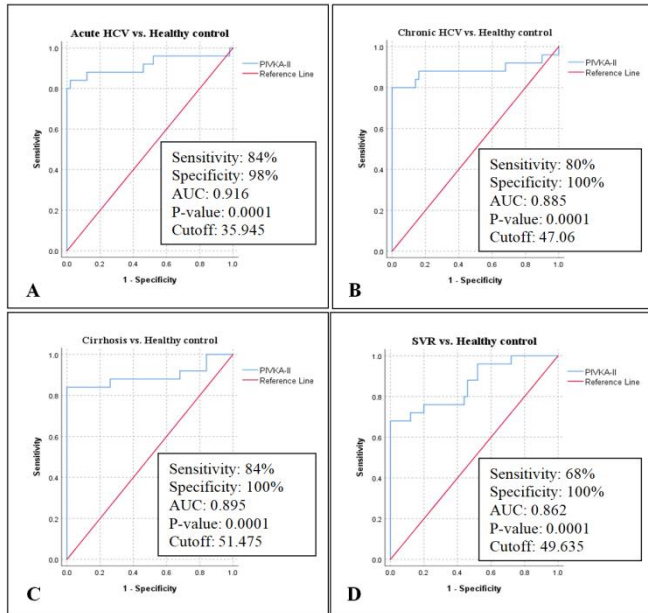 Acute HCV vs. Healthy control
PIVKA-II
Reference Line
Sensitivity
1.0
0.8
0.6
0.4
0.2
0.0
Sensitivity: 84%
Specificity: 98%
AUC: 0.916
P-value: 0.0001
Cutoff: 35.945
0.0 0.2 0.4 0.6 0.8 1.0
1 - Specificity
A
Chronic HCV vs. Healthy control
PIVKA-II
Reference Line
Sensitivity
1.0
0.8
0.6
0.4
0.2
0.0
Sensitivity: 80%
Specificity: 100%
AUC: 0.885
P-value: 0.0001
Cutoff: 47.06
0.0 0.2 0.4 0.6 0.8 1.0
1 - Specificity
B
Cirrhosis vs. Healthy control
PIVKA-II
Reference Line
Sensitivity
1.0
0.8
0.6
0.4
0.2
0.0
Sensitivity: 84%
Specificity: 100%
AUC: 0.895
P-value: 0.0001
Cutoff: 51.475
0.0 0.2 0.4 0.6 0.8 1.0
1 - Specificity
C
SVR vs. Healthy control
PIVKA-II
Reference Line
Sensitivity
1.0
0.8
0.6
0.4
0.2
0.0
Sensitivity: 68%
Specificity: 100%
AUC: 0.862
P-value: 0.0001
Cutoff: 49.635
0.0 0.2 0.4 0.6 0.8 1.0
1 - Specificity
D